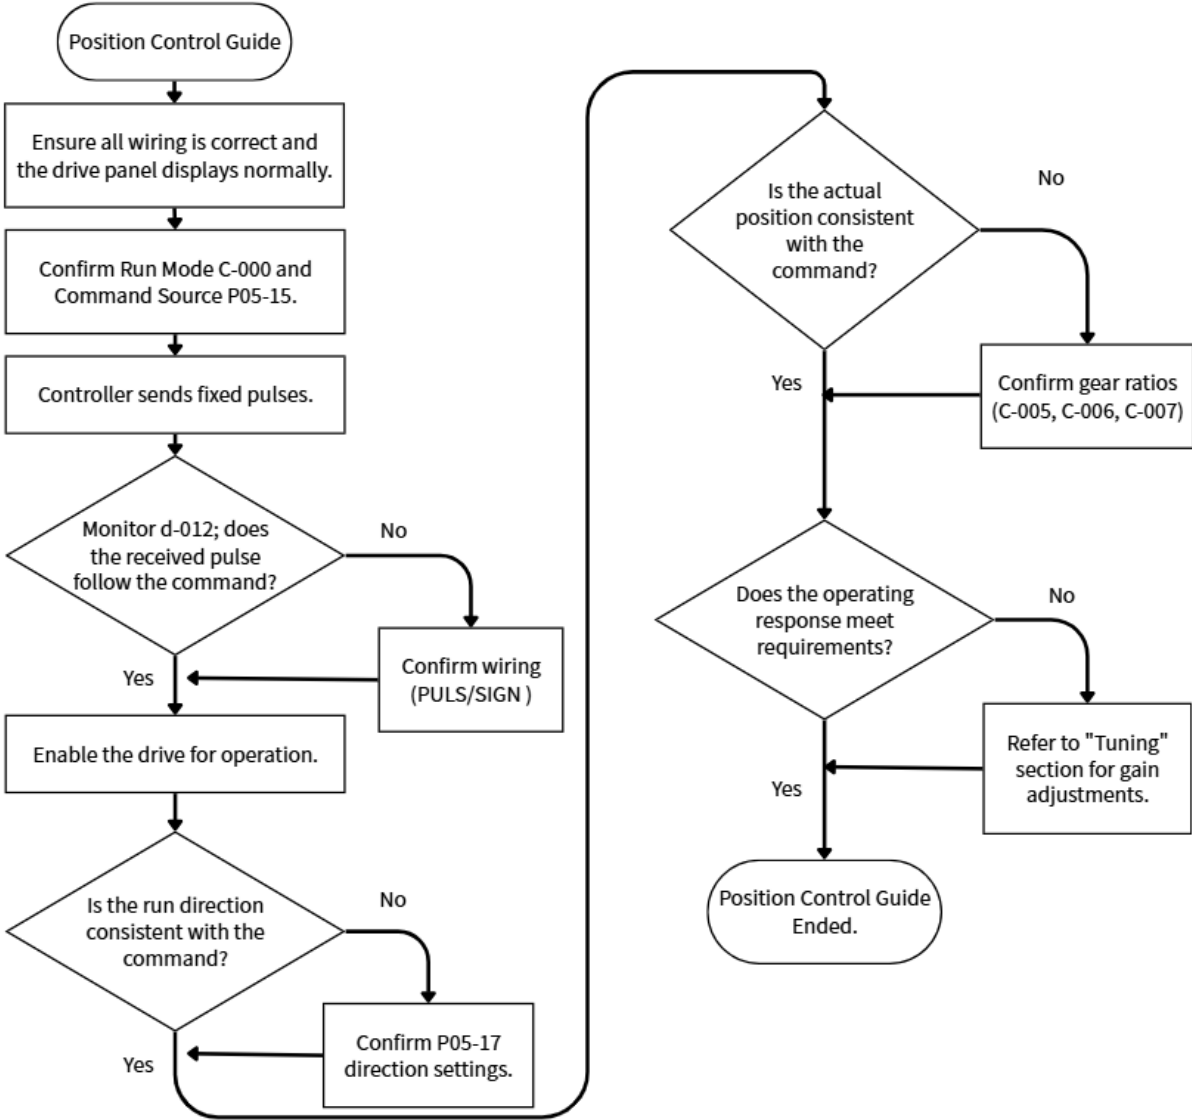 Position Control Guide
Ensure all wiring is correct and
the drive panel displays normally.
Confirm Run Mode C-000 and
Command Source P05-15.
Controller sends fixed pulses.
Monitor d-012; does
the received pulse
follow the command?
No
Confirm wiring
(PULS/SIGN )
Yes
Enable the drive for operation.
Is the run direction
consistent with the
command?
No
Confirm P05-17
direction settings.
Yes
Is the actual
position consistent
with the
command?
No
Confirm gear ratios
(C-005, C-006, C-007)
Yes
Does the operating
response meet
requirements?
No
Refer to "Tuning"
section for gain
adjustments.
Yes
Position Control Guide
Ended.